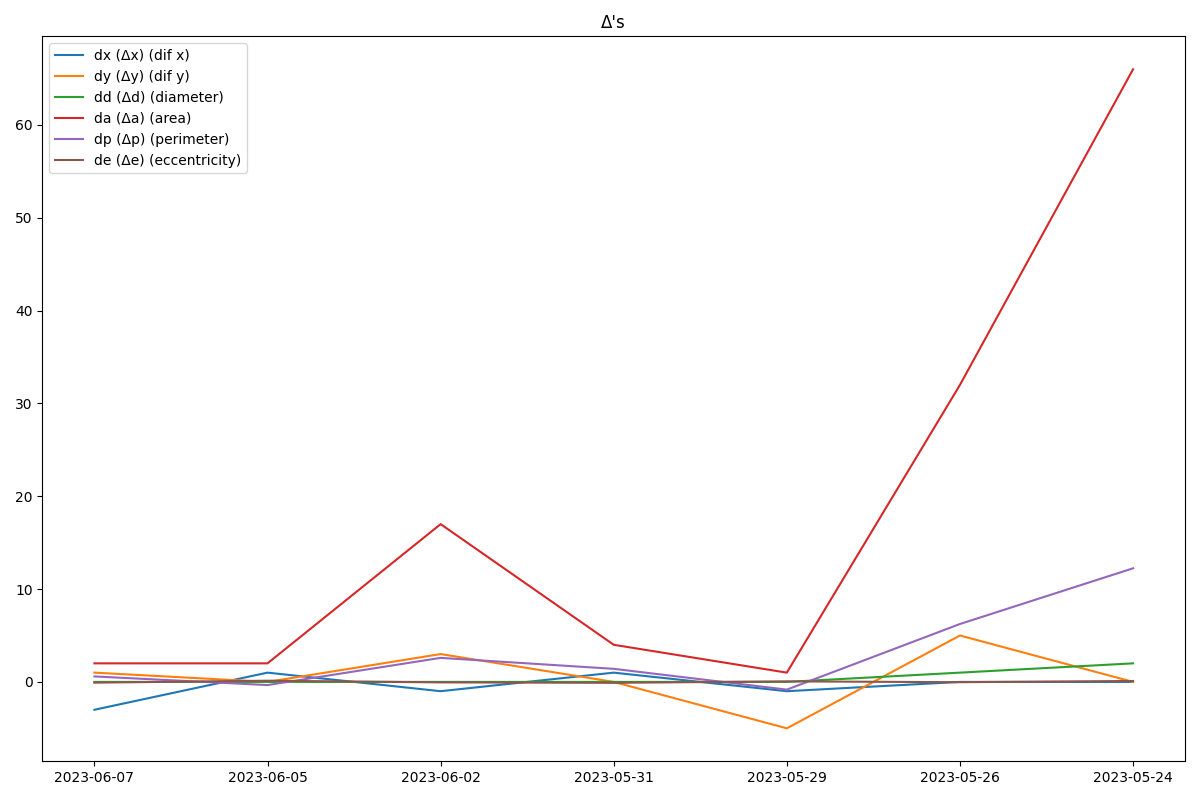 Δ's
dx (Δx) (dif x)
dy (Δy) (dif y)
dd (Δd) (diameter)
da (Δa) (area)
dp (Δp) (perimeter)
de (Δe) (eccentricity)
60
50
40
30
20
10
0
2023-06-07 2023-06-05 2023-06-02 2023-05-31 2023-05-29 2023-05-26 2023-05-24